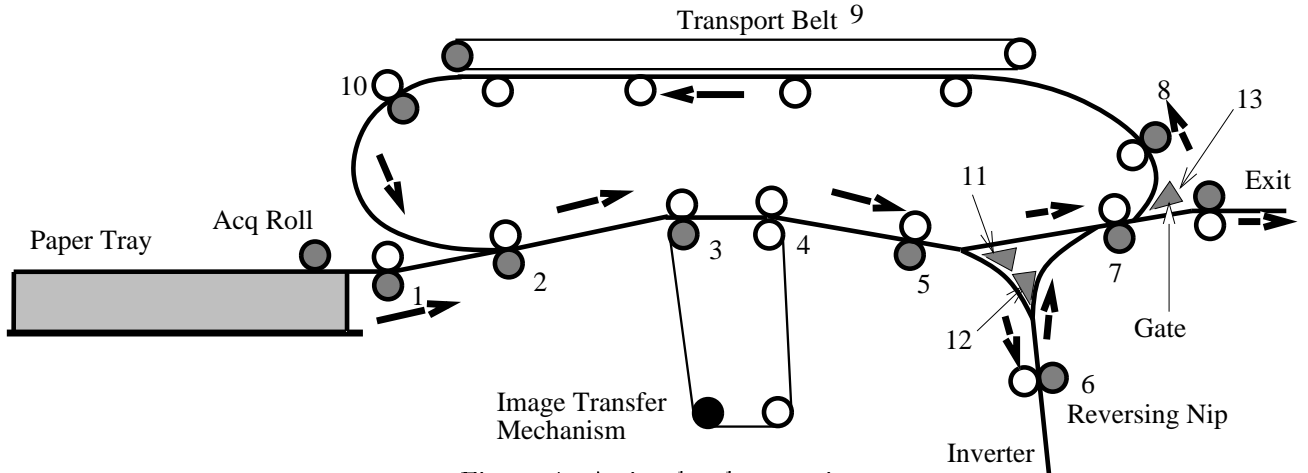 Transport Belt 9
10
8
13
11
Exit
Acq Roll
Paper Tray
3
4
1
2
5
7
12
Gate
6
Image Transfer
Mechanism
Reversing Nip
Inverter